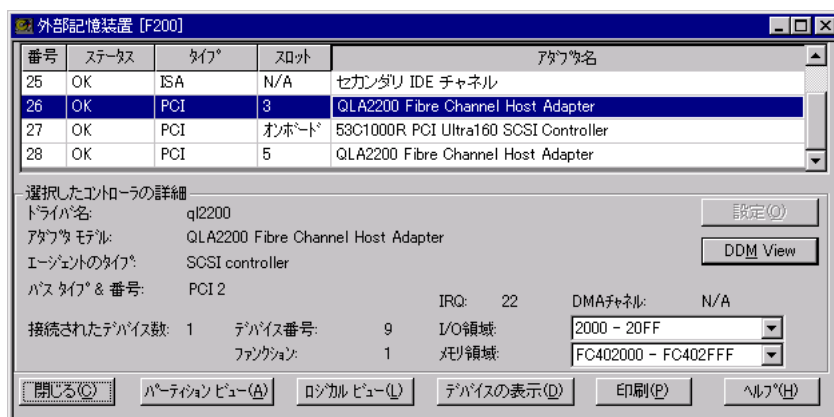 外部記憶装置 [F200]
番号 ステータス タイプ スロット アダプタ名
25 OK ISA N/A セカンダリ IDE チャネル
26 OK PCI 3 QLA2200 Fibre Channel Host Adapter
27 OK PCI オンボード 53C1000R PCI Ultra160 SCSI Controller
28 OK PCI 5 QLA2200 Fibre Channel Host Adapter
選択したコントローラの詳細
ドライバ名: ql2200 設定(O)
アダプタ モデル: QLA2200 Fibre Channel Host Adapter
DDM View
エージェントのタイプ: SCSI controller
バス タイプ & 番号: PCI 2
IRQ: 22 DMAチャネル: N/A
接続されたデバイス数: 1 デバイス番号: 9 I/O領域: 2000 - 20FF
ファンクション: 1 メモリ領域: FC402000 - FC402FFF
閉じる(C) パーティション ビュー(A) ロジカル ビュー(L) デバイスの表示(D) 印刷(P) ヘルプ(H)